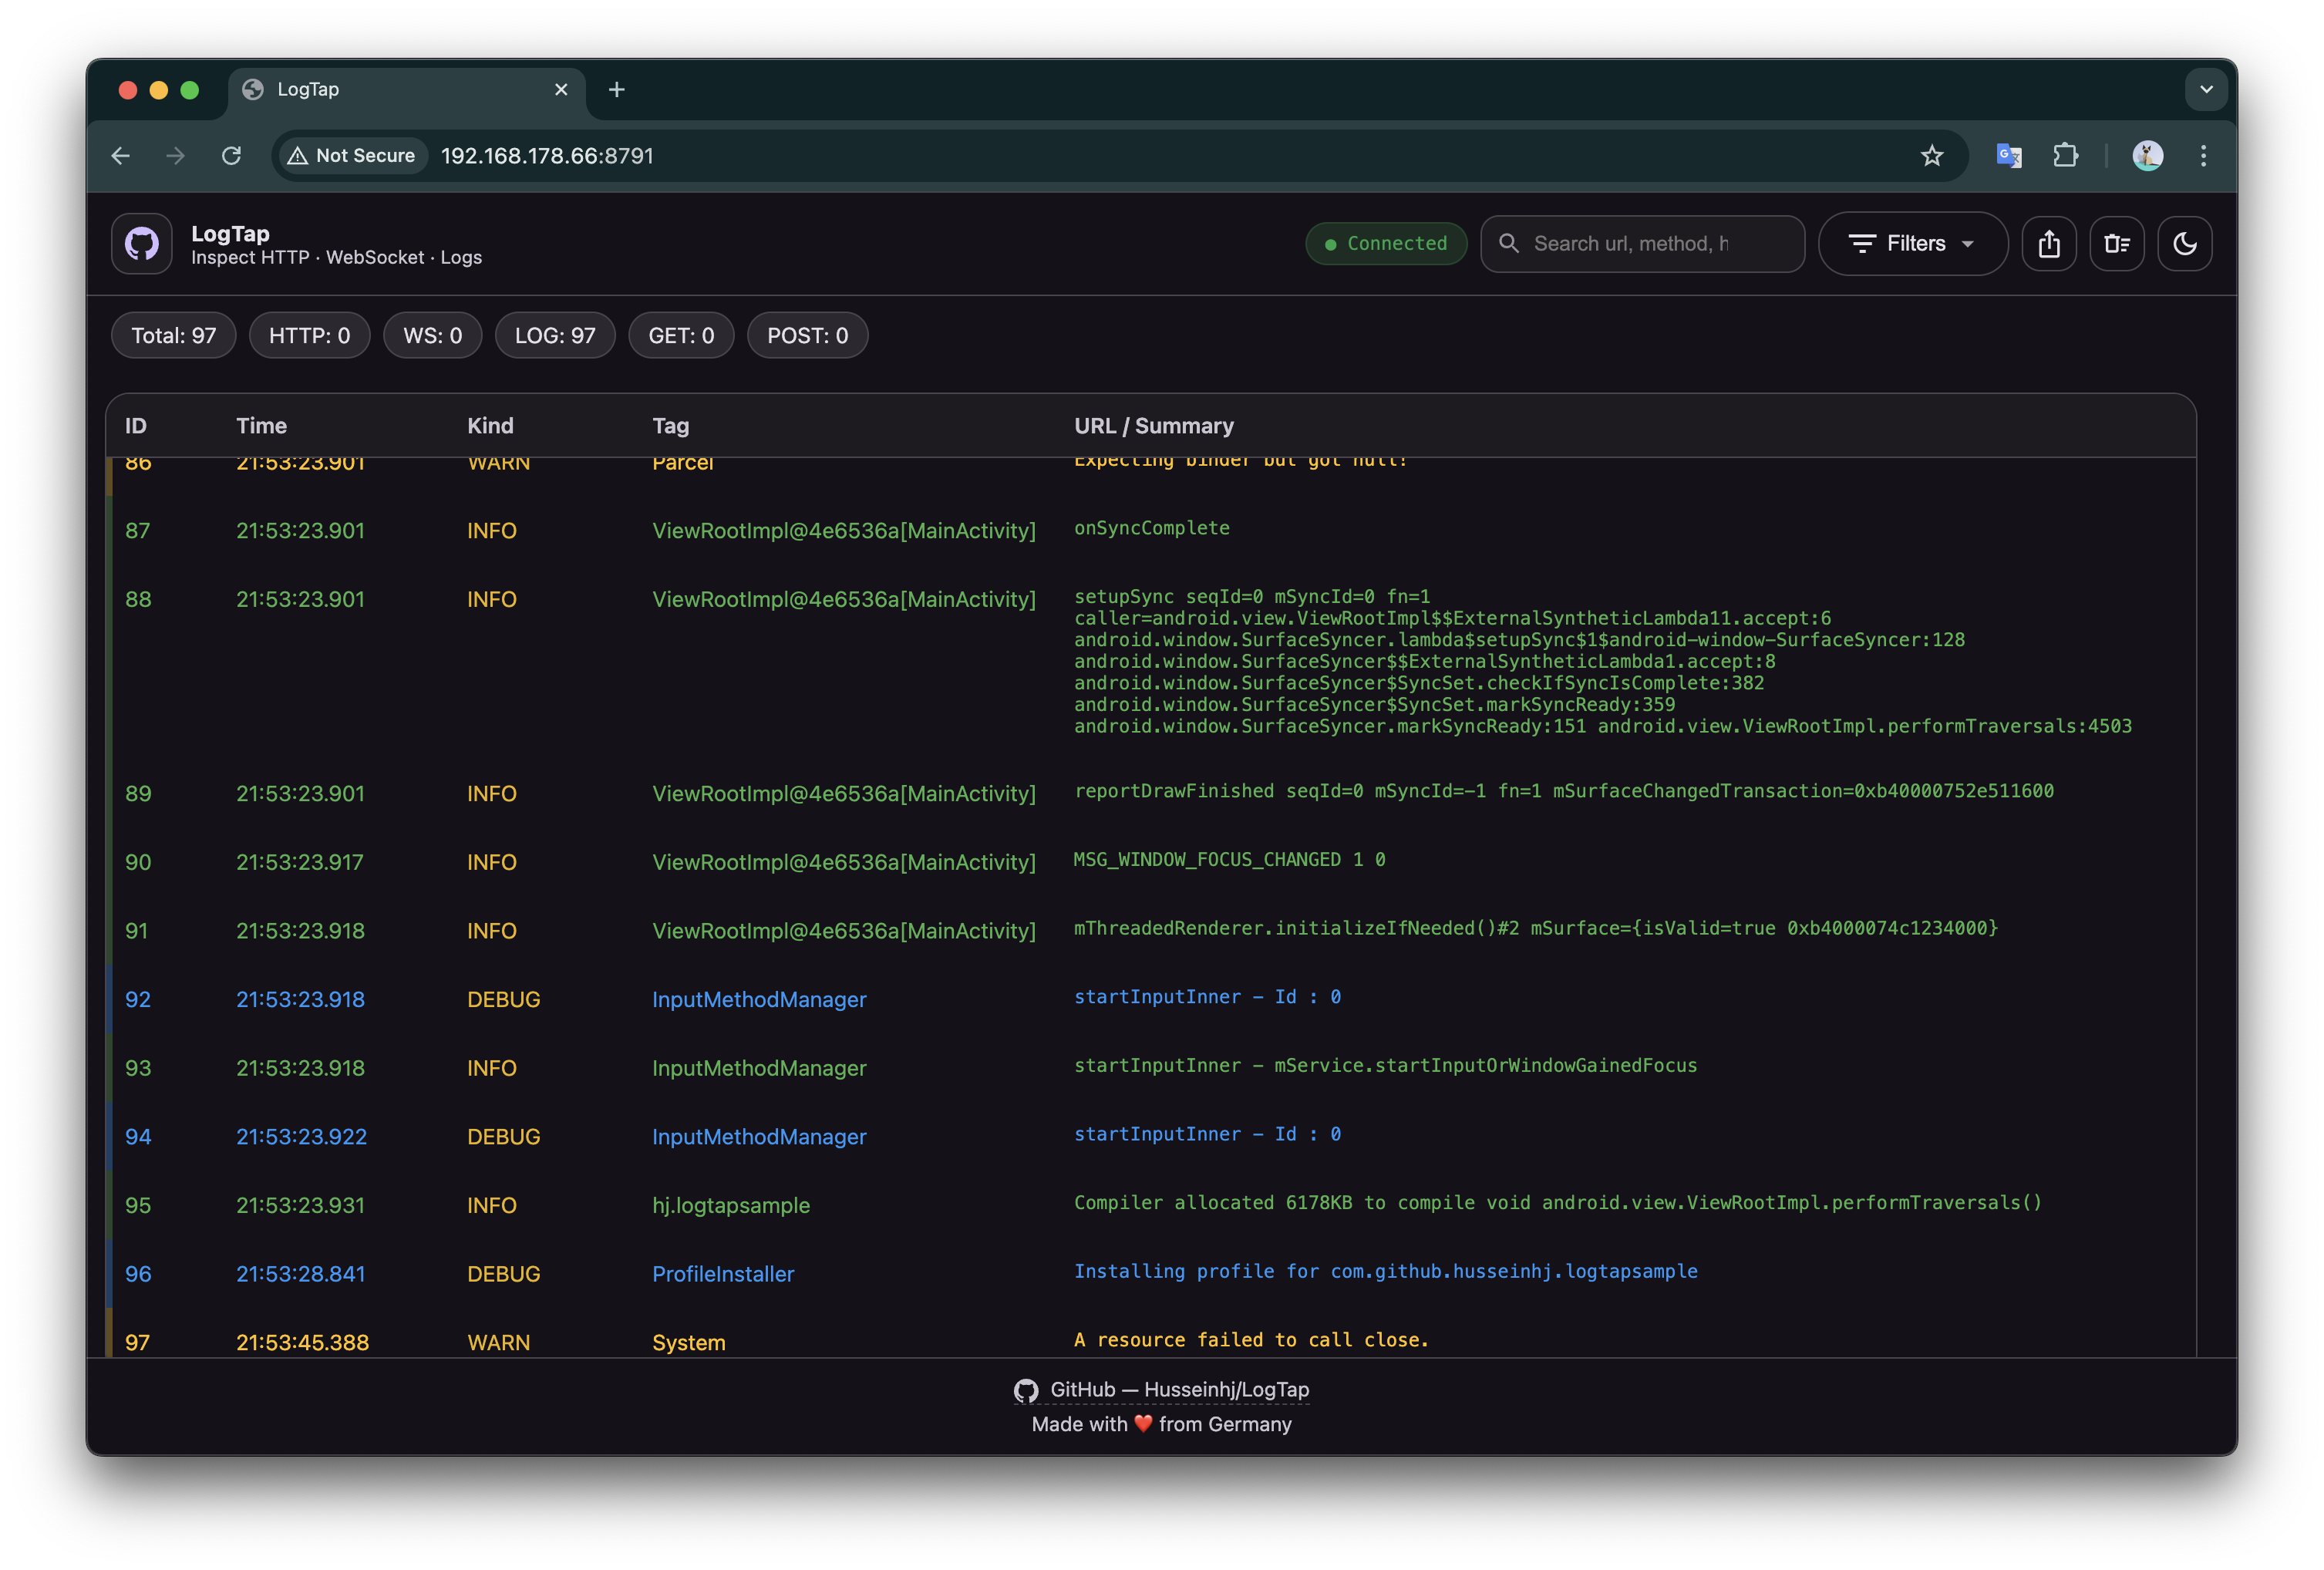 LogTap
Not Secure 192.168.178.66:8791
LogTap
Inspect HTTP · WebSocket · Logs
Connected
Search url, method, h
Filters
Total: 97 HTTP: 0 WS: 0 LOG: 97 GET: 0 POST: 0
ID Time Kind Tag URL / Summary
86 21:53:23.901 WARN Parcel Expecting binder but got null!
87 21:53:23.901 INFO ViewRootImpl@4e6536a[MainActivity] onSyncComplete
88 21:53:23.901 INFO ViewRootImpl@4e6536a[MainActivity] setupSync seqId=0 mSyncId=0 fn=1
caller=android.view.ViewRootImpl$$ExternalSyntheticLambda11.accept:6
android.window.SurfaceSyncer.lambda$setupSync$1$android-window-SurfaceSyncer:128
android.window.SurfaceSyncer$$ExternalSyntheticLambda1.accept:8
android.window.SurfaceSyncer$SyncSet.checkIfSyncIsComplete:382
android.window.SurfaceSyncer$SyncSet.markSyncReady:359
android.window.SurfaceSyncer.markSyncReady:151 android.view.ViewRootImpl.performTraversals:4503
89 21:53:23.901 INFO ViewRootImpl@4e6536a[MainActivity] reportDrawFinished seqId=0 mSyncId=-1 fn=1 mSurfaceChangedTransaction=0xb40000752e511600
90 21:53:23.917 INFO ViewRootImpl@4e6536a[MainActivity] MSG_WINDOW_FOCUS_CHANGED 1 0
91 21:53:23.918 INFO ViewRootImpl@4e6536a[MainActivity] mThreadedRenderer.initializeIfNeeded()#2 mSurface={isValid=true 0xb4000074c1234000}
92 21:53:23.918 DEBUG InputMethodManager startInputInner - Id : 0
93 21:53:23.918 INFO InputMethodManager startInputInner - mService.startInputOrWindowGainedFocus
94 21:53:23.922 DEBUG InputMethodManager startInputInner - Id : 0
95 21:53:23.931 INFO hj.logtapsample Compiler allocated 6178KB to compile void android.view.ViewRootImpl.performTraversals()
96 21:53:28.841 DEBUG ProfileInstaller Installing profile for com.github.husseinhj.logtapsample
97 21:53:45.388 WARN System A resource failed to call close.
GitHub — Husseinhj/LogTap
Made with ❤️ from Germany